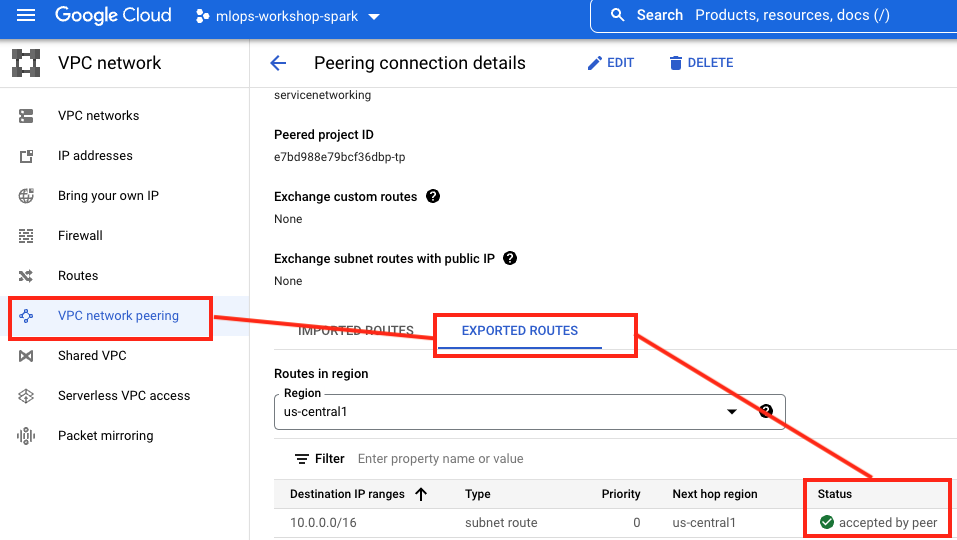 Google Cloud
mlops-workshop-spark
Search Products, resources, docs (/)
VPC network
Peering connection details
EDIT
DELETE
VPC networks
IP addresses
Bring your own IP
Firewall
Routes
VPC network peering
Shared VPC
Serverless VPC access
Packet mirroring
servicenetworking
Peered project ID
e7bd988e79bcf36dbp-tp
Exchange custom routes ?
None
Exchange subnet routes with public IP ?
None
IMPORTED ROUTES EXPORTED ROUTES
Routes in region
Region
us-central1 ?
Filter Enter property name or value
Destination IP ranges Type Priority Next hop region Status
10.0.0.0/16 subnet route 0 us-central1 accepted by peer